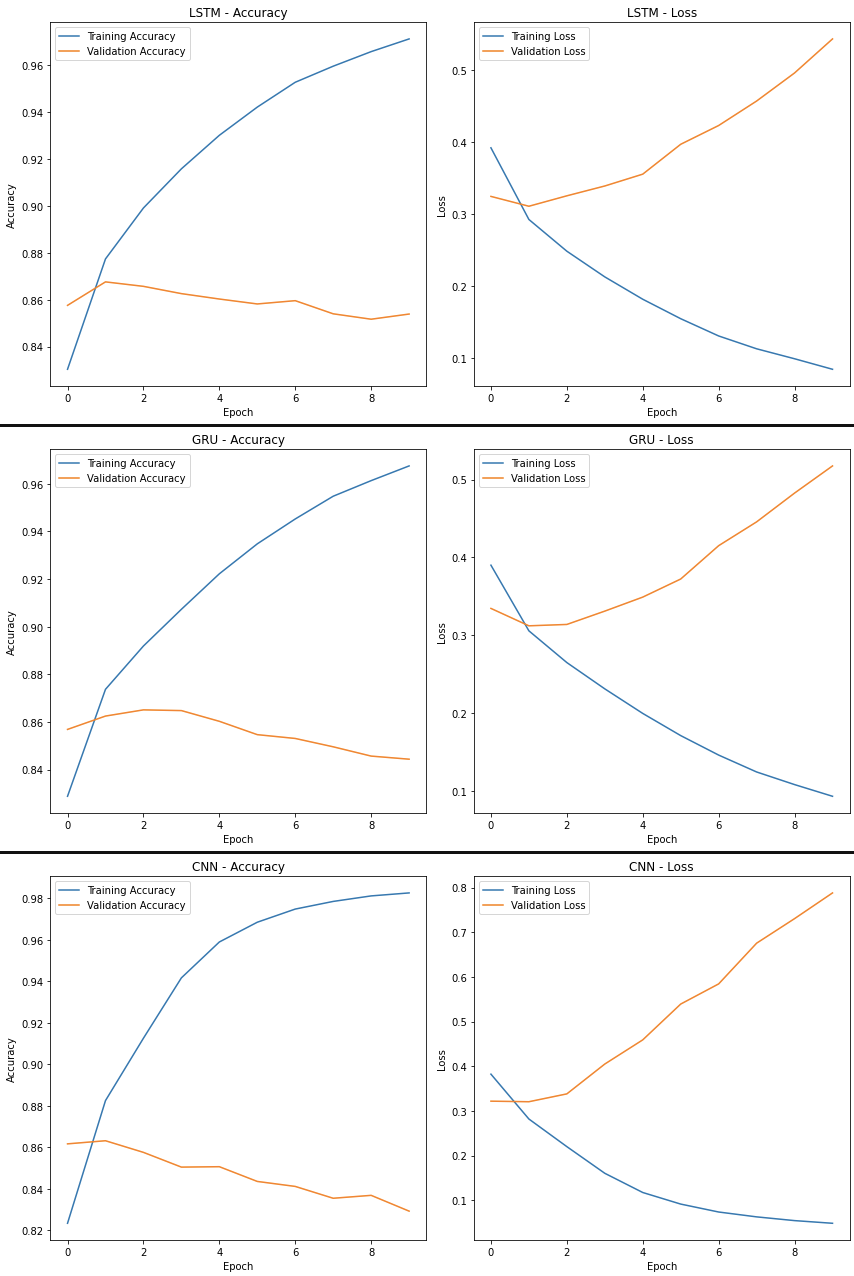 LSTM - Accuracy
Training Accuracy
Validation Accuracy
0.96
0.94
0.92
0.90
0.88
0.86
0.84
Accuracy
0 2 4 6 8
Epoch
LSTM - Loss
Training Loss
Validation Loss
0.5
0.4
0.3
0.2
0.1
Loss
0 2 4 6 8
Epoch
GRU - Accuracy
Training Accuracy
Validation Accuracy
0.96
0.94
0.92
0.90
0.88
0.86
0.84
Accuracy
0 2 4 6 8
Epoch
GRU - Loss
Training Loss
Validation Loss
0.5
0.4
0.3
0.2
0.1
Loss
0 2 4 6 8
Epoch
CNN - Accuracy
Training Accuracy
Validation Accuracy
0.98
0.96
0.94
0.92
0.90
0.88
0.86
0.84
0.82
Accuracy
0 2 4 6 8
Epoch
CNN - Loss
Training Loss
Validation Loss
0.8
0.7
0.6
0.5
0.4
0.3
0.2
0.1
Loss
0 2 4 6 8
Epoch